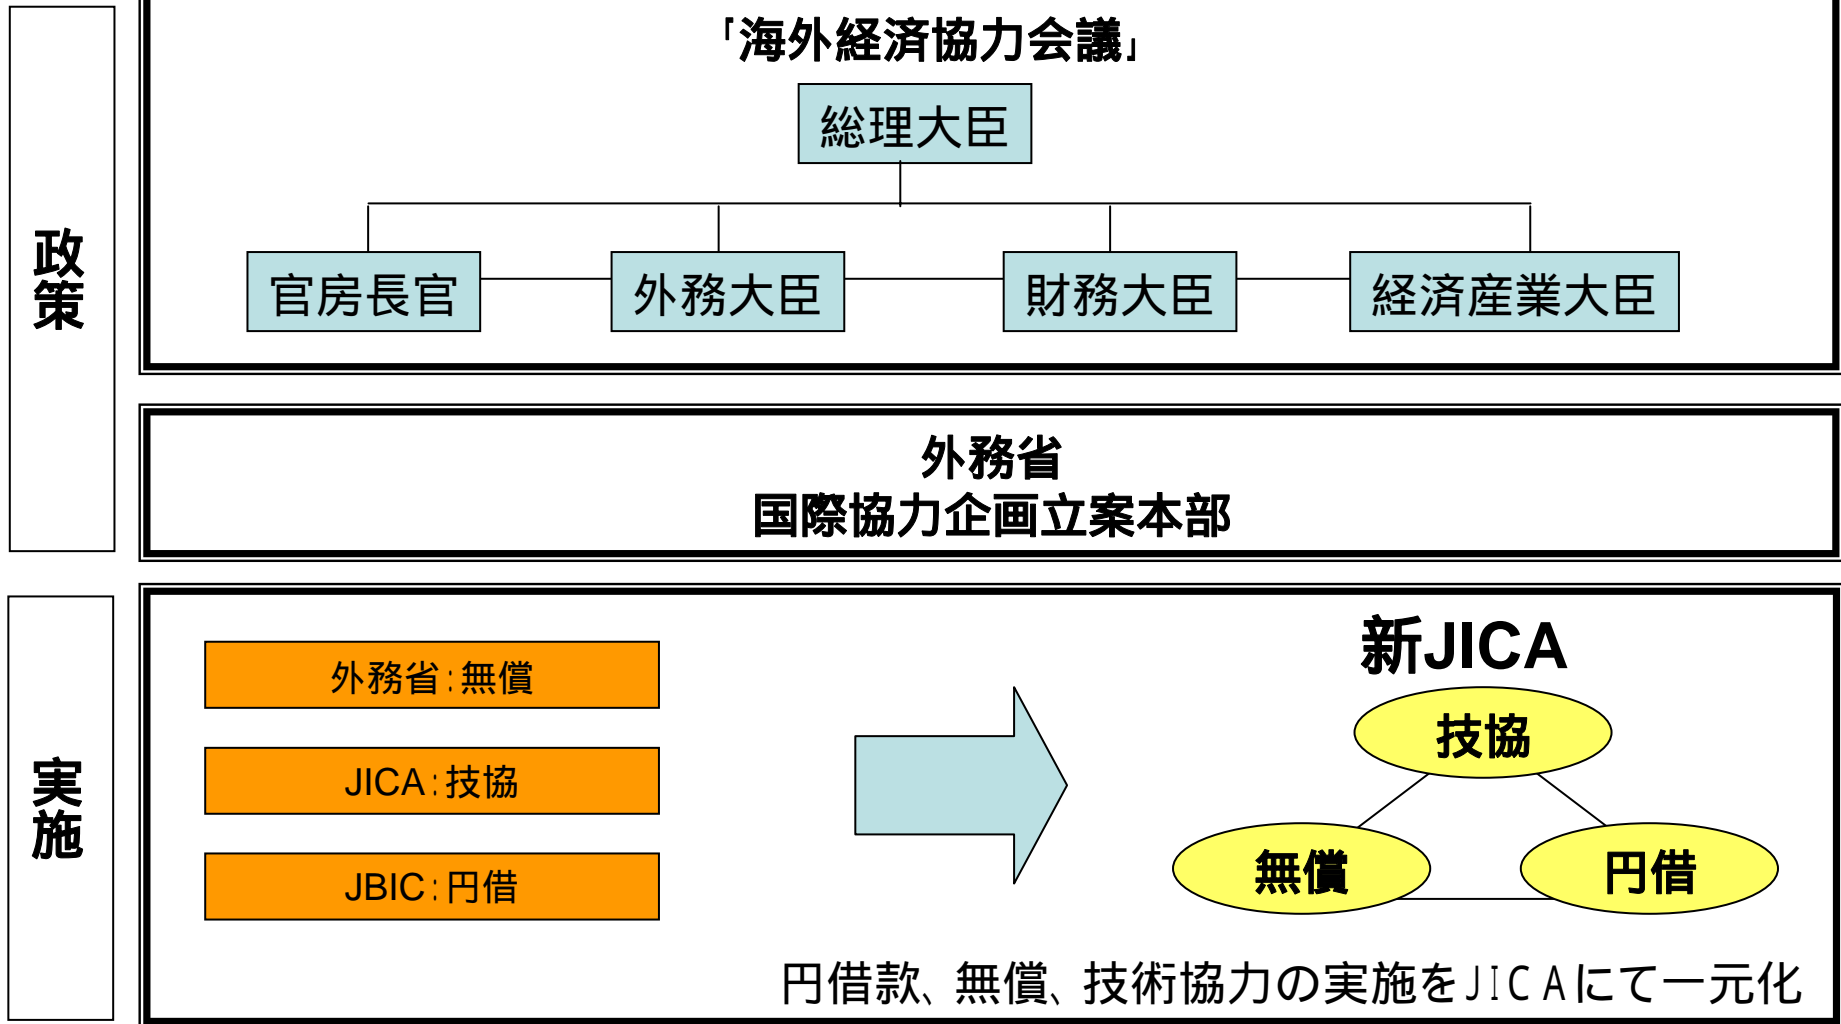 政策
「海外経済協力会議」
総理大臣
官房長官
外務大臣
財務大臣
経済産業大臣
外務省
国際協力企画立案本部
実施
外務省:無償
JICA:技協
JBIC:円借
新JICA
技協
無償
円借
円借款、無償、技術協力の実施をJICAにて一元化